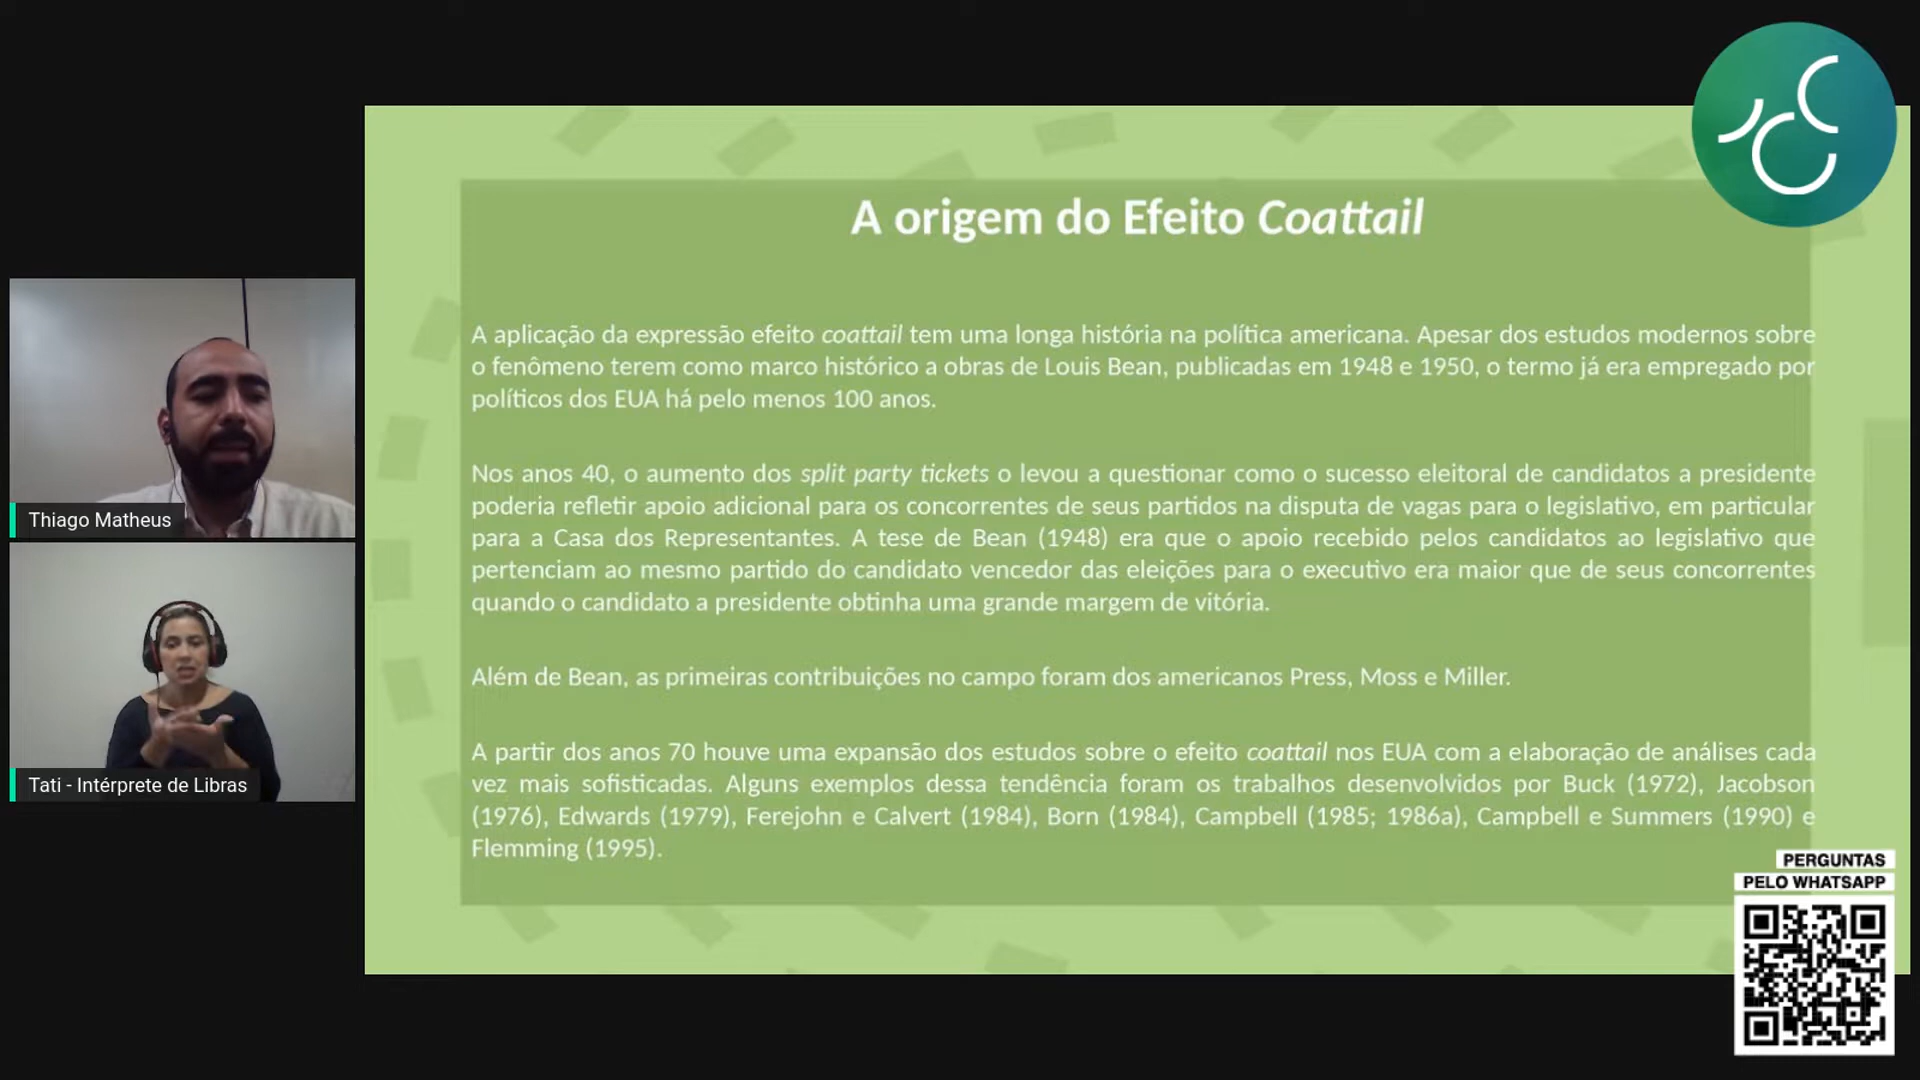 A origem do Efeito Coattail
A aplicação da expressão efeito coattail tem uma longa história na política americana. Apesar dos estudos modernos sobre
o fenômeno terem como marco histórico a obras de Louis Bean, publicadas em 1948 e 1950, o termo já era empregado por
políticos dos EUA há pelo menos 100 anos.
Nos anos 40, o aumento dos split party tickets o levou a questionar como o sucesso eleitoral de candidatos a presidente
poderia refletir apoio adicional para os concorrentes de seus partidos na disputa de vagas para o legislativo, em particular
para a Casa dos Representantes. A tese de Bean (1948) era que o apoio recebido pelos candidatos ao legislativo que
pertenciam ao mesmo partido do candidato vencedor das eleições para o executivo era maior que de seus concorrentes
quando o candidato a presidente obtinha uma grande margem de vitória.
Além de Bean, as primeiras contribuições no campo foram dos americanos Press, Moss e Miller.
A partir dos anos 70 houve uma expansão dos estudos sobre o efeito coattail nos EUA com a elaboração de análises cada
vez mais sofisticadas. Alguns exemplos dessa tendência foram os trabalhos desenvolvidos por Buck (1972), Jacobson
(1976), Edwards (1979), Ferejohn e Calvert (1984), Born (1984), Campbell (1985; 1986a), Campbell e Summers (1990) e
Flemming (1995).
Thiago Matheus
Tati - Intérprete de Libras
PERGUNTAS
PELO WHATSAPP